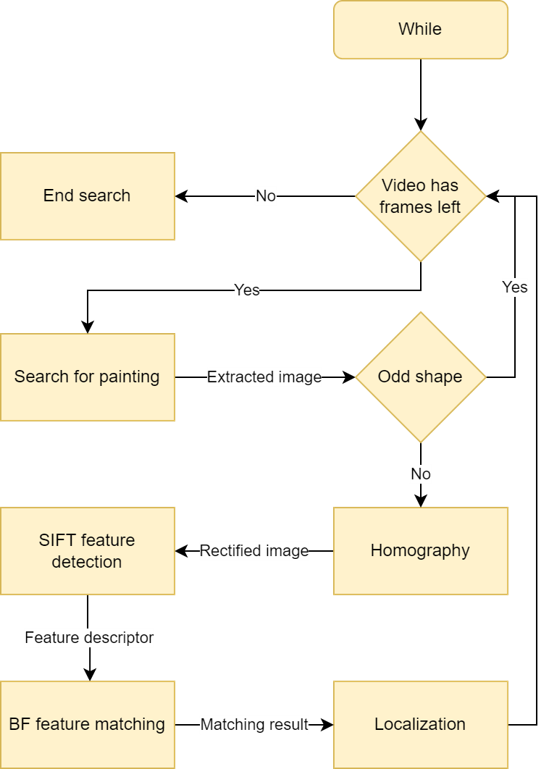 While
Video has
frames left
No
End search
Yes
Search for painting
Extracted image
Odd shape
Yes
No
Homography
Rectified image
SIFT feature
detection
Feature descriptor
BF feature matching
Matching result
Localization